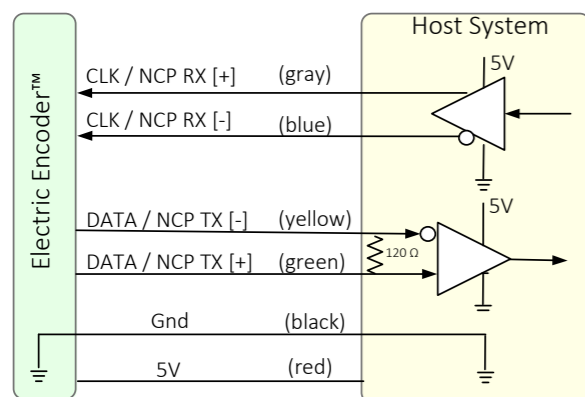 Host System
Electric Encoder™
5V
CLK / NCP RX [+] (gray)
CLK / NCP RX [-] (blue)
5V
DATA / NCP TX [-] (yellow)
120 Ω
DATA / NCP TX [+] (green)
Gnd (black)
5V (red)